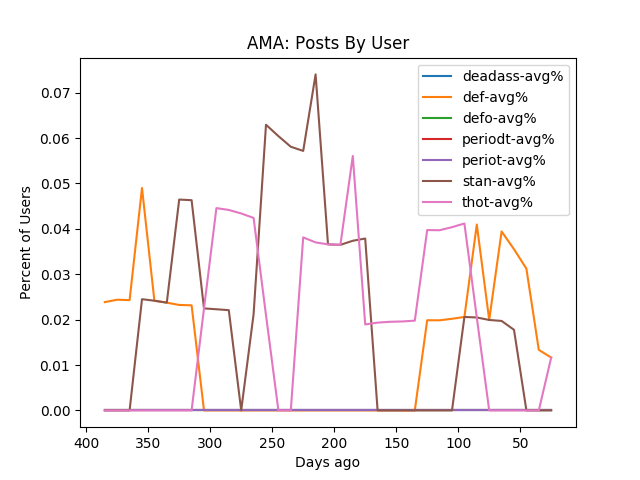 AMA: Posts By User
deadass-avg%
def-avg%
defo-avg%
periodt-avg%
periot-avg%
stan-avg%
thot-avg%
Percent of Users
0.07
0.06
0.05
0.04
0.03
0.02
0.01
0.00
400 350 300 250 200 150 100 50
Days ago